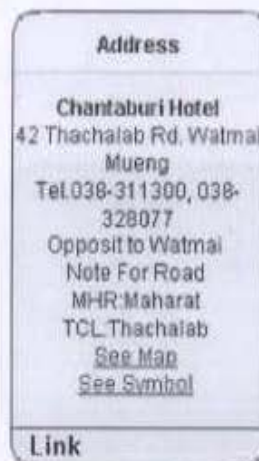 Address
Chantaburi Hotel
42 Thachalab Rd, Watmai
Mueng
Tel.038-311300, 038-
328077
Opposit to Watmai
Note For Road
MHR:Maharat
TCL:Thachalab
See Map
See Symbol
Link